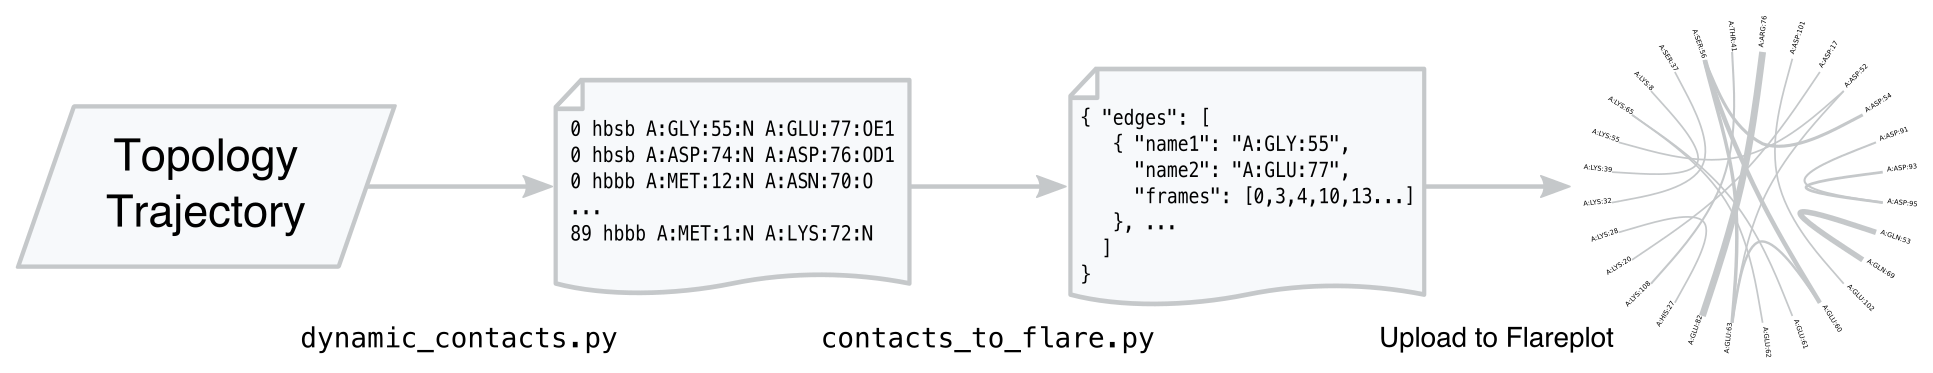 Topology
Trajectory
0 hbsb A:GLY:55:N A:GLU:77:OE1
0 hbsb A:ASP:74:N A:ASP:76:OD1
0 hbbb A:MET:12:N A:ASN:70:O
...
89 hbbb A:MET:1:N A:LYS:72:N
{ "edges": [
{ "name1": "A:GLY:55",
"name2": "A:GLU:77",
"frames": [0,3,4,10,13...]
}, ...
]
}
dynamic_contacts.py
contacts_to_flare.py
Upload to Flareplot
A:ARG:76
A:ASP:101
A:ASP:17
A:ASP:52
A:ASP:54
A:ASP:91
A:ASP:93
A:ASP:95
A:GLN:53
A:GLN:69
A:GLU:102
A:GLU:60
A:GLU:61
A:GLU:62
A:GLU:63
A:GLU:82
A:HIS:27
A:LYS:108
A:LYS:20
A:LYS:28
A:LYS:32
A:LYS:39
A:LYS:55
A:LYS:65
A:LYS:8
A:SER:37
A:SER:56
A:THR:41